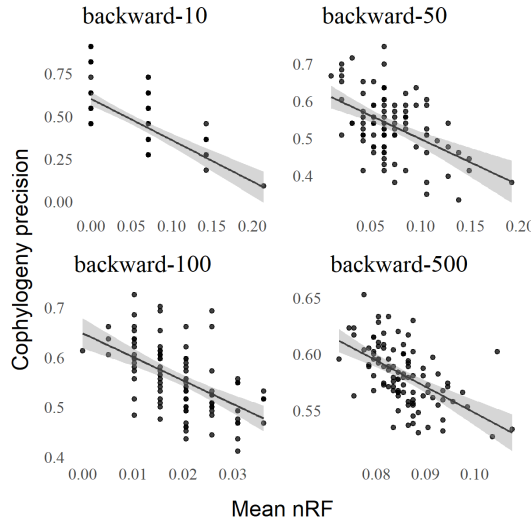 backward-10 backward-50
0.75
0.50
0.25
0.00
0.7
0.6
0.5
0.4
0.00 0.05 0.10 0.15 0.20
0.05 0.10 0.15 0.20
Cophylogeny precision
backward-100 backward-500
0.7
0.6
0.5
0.4
0.65
0.60
0.55
0.00 0.01 0.02 0.03
0.08 0.09 0.10
Mean nRF